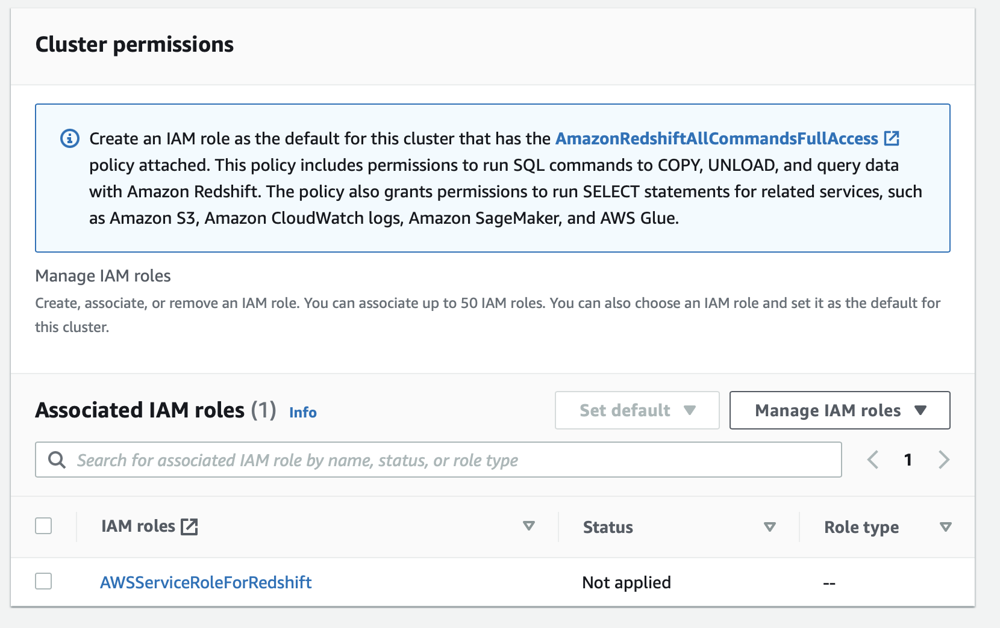 Cluster permissions
Create an IAM role as the default for this cluster that has the AmazonRedshiftAllCommandsFullAccess
policy attached. This policy includes permissions to run SQL commands to COPY, UNLOAD, and query data
with Amazon Redshift. The policy also grants permissions to run SELECT statements for related services, such
as Amazon S3, Amazon CloudWatch logs, Amazon SageMaker, and AWS Glue.
Manage IAM roles
Create, associate, or remove an IAM role. You can associate up to 50 IAM roles. You can also choose an IAM role and set it as the default for
this cluster.
Associated IAM roles (1) Info Set default Manage IAM roles
Search for associated IAM role by name, status, or role type 1
IAM roles Status Role type
AWSServiceRoleForRedshift Not applied --